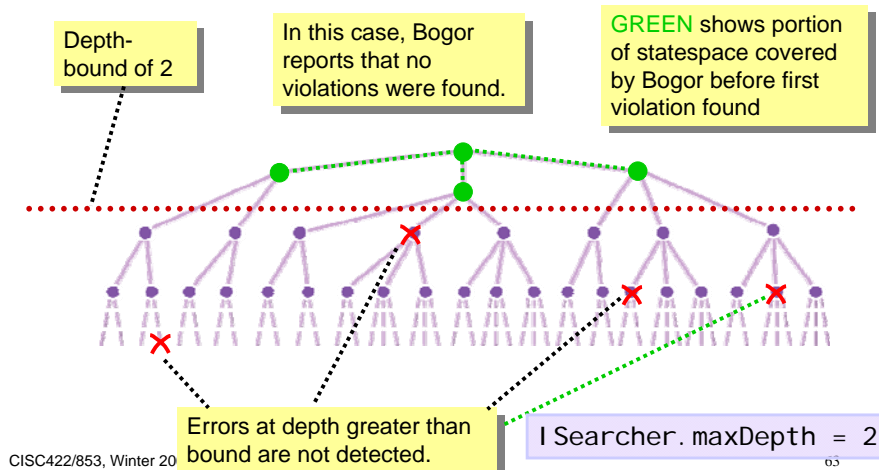 Depth-
bound of 2
In this case, Bogor
reports that no
violations were found.
GREEN shows portion
of statespace covered
by Bogor before first
violation found
Errors at depth greater than
bound are not detected.
ISearcher.maxDepth = 2
CISC422/853, Winter 20
63